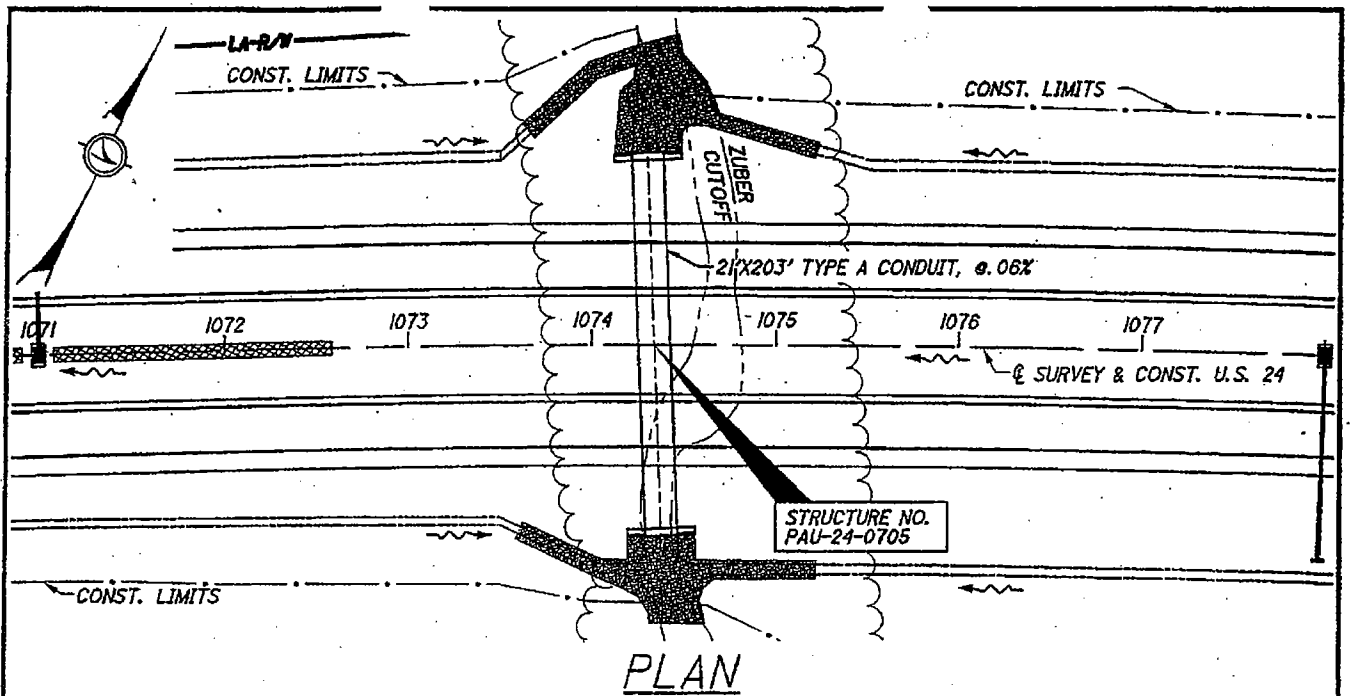 LA-R/W
CONST. LIMITS
CONST. LIMITS
ZUBER
CUTOFF
21'X203' TYPE A CONDUIT, @.06%
1071
1072
1073
1074
1075
1076
1077
℄ SURVEY & CONST. U.S. 24
STRUCTURE NO.
PAU-24-0705
CONST. LIMITS
PLAN